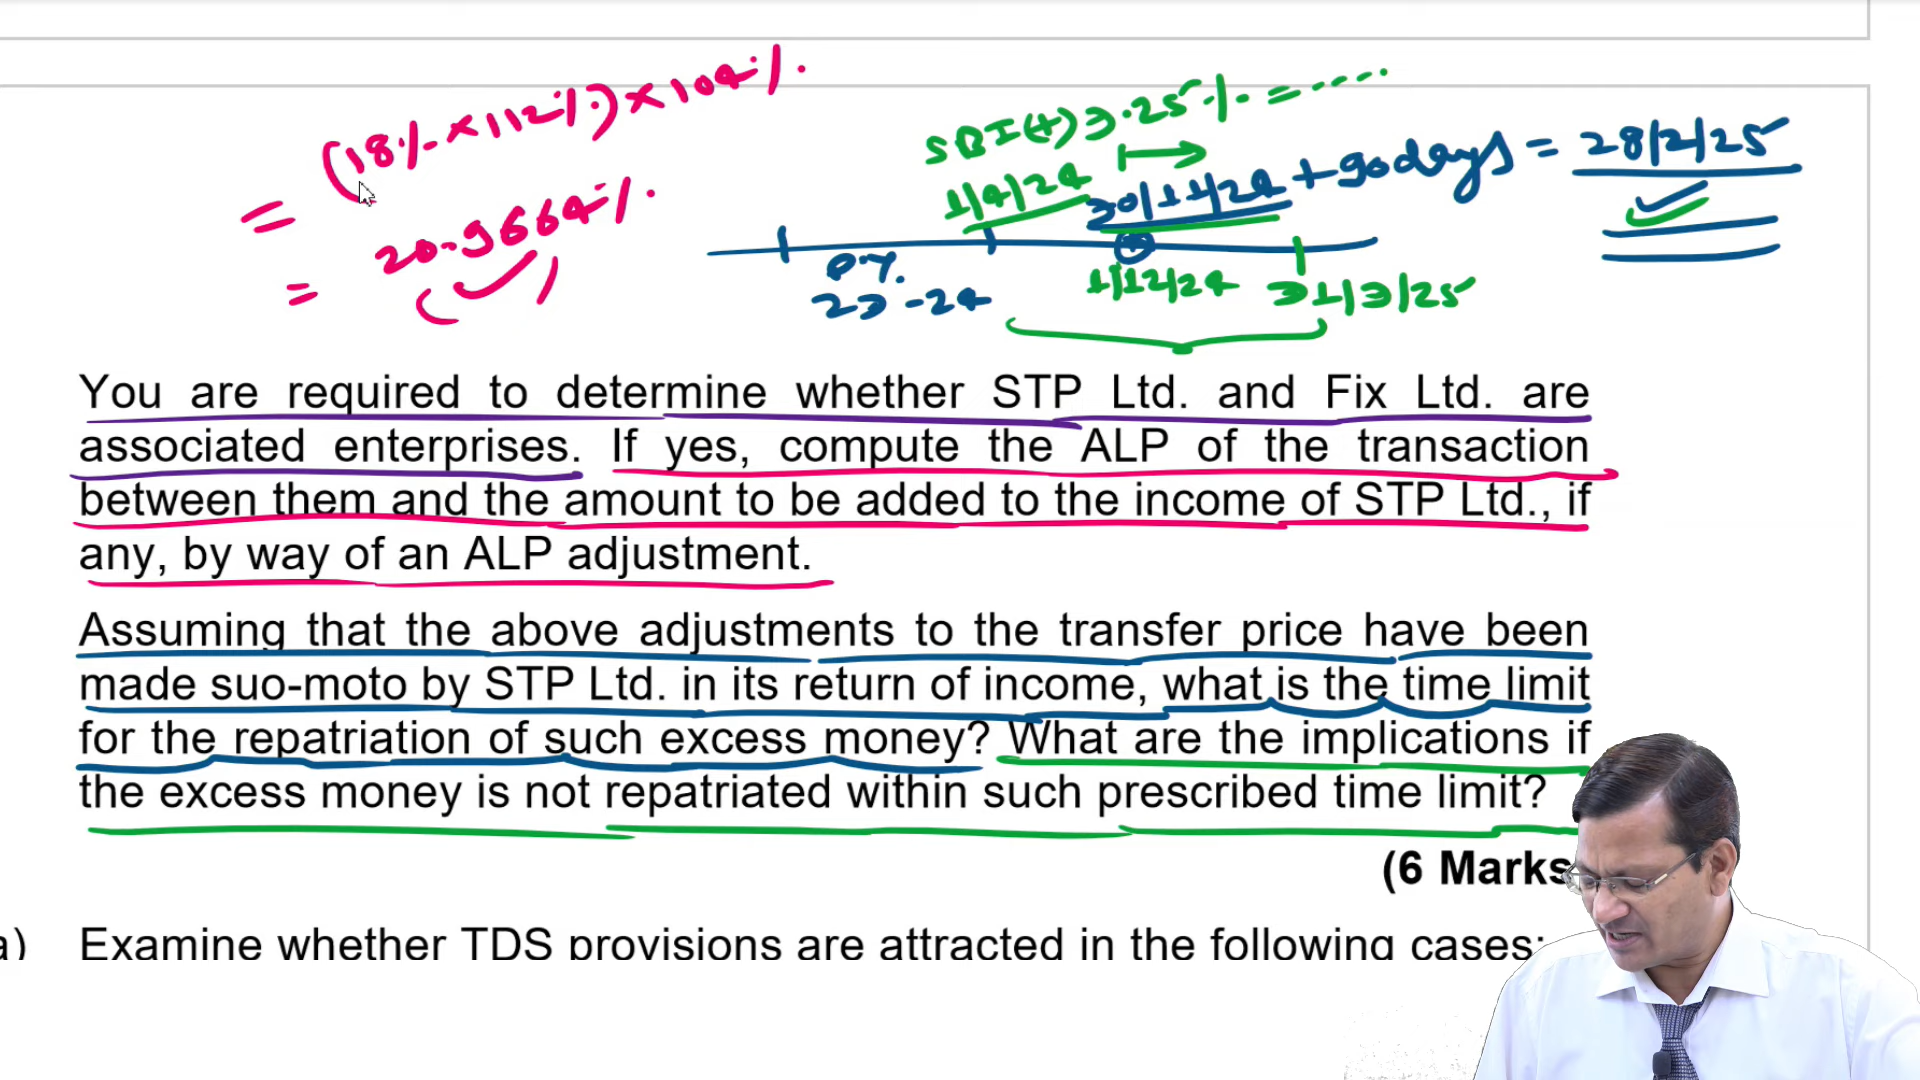 = (18% × 112%) × 104%.
= 20.9664%.
SBI (+) 3.25% = ----
1/4/24 30/11/24 + 90 days = 28/2/25
P.Y. 1/12/24 31/3/25
23-24
You are required to determine whether STP Ltd. and Fix Ltd. are
associated enterprises. If yes, compute the ALP of the transaction
between them and the amount to be added to the income of STP Ltd., if
any, by way of an ALP adjustment.
Assuming that the above adjustments to the transfer price have been
made suo-moto by STP Ltd. in its return of income, what is the time limit
for the repatriation of such excess money? What are the implications if
the excess money is not repatriated within such prescribed time limit?
(6 Marks
a) Examine whether TDS provisions are attracted in the following cases: